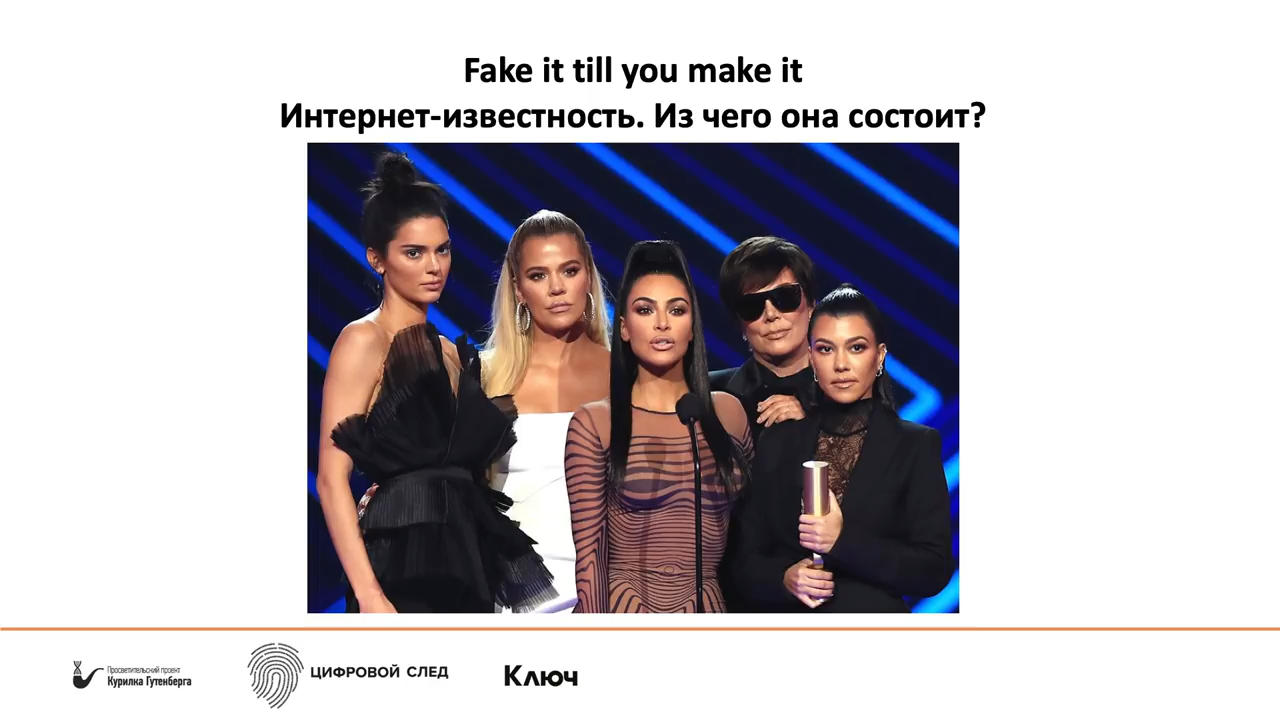 Fake it till you make it
Интернет-известность. Из чего она состоит?
Просветительский проект
Курилка Гутенберга
ЦИФРОВОЙ СЛЕД
Ключ